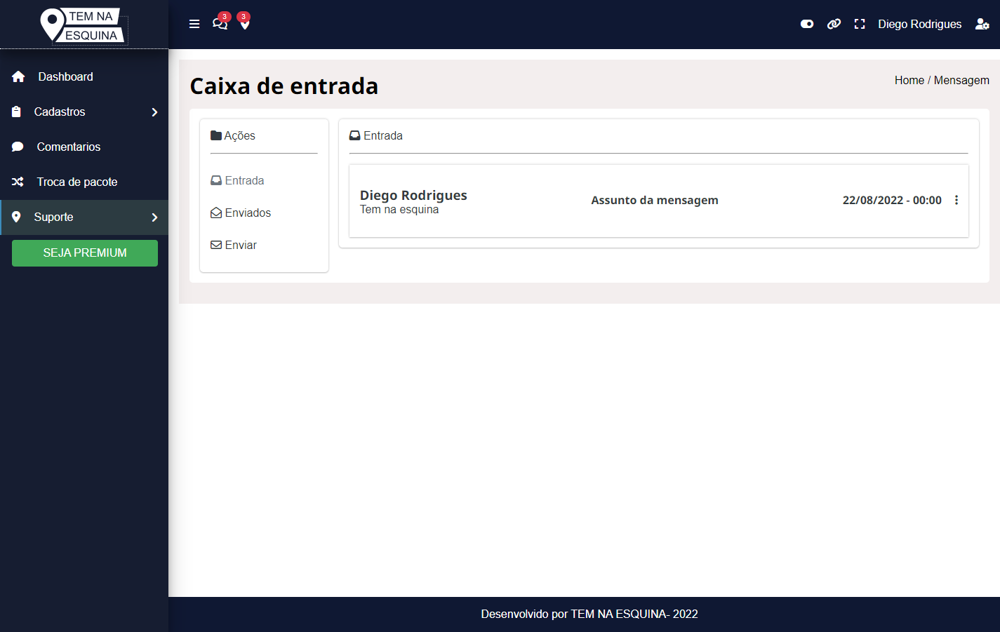 TEM NA
ESQUINA
3
3
Diego Rodrigues
Dashboard
Cadastros
Comentarios
Troca de pacote
Suporte
SEJA PREMIUM
Caixa de entrada
Home / Mensagem
Ações
Entrada
Enviados
Enviar
Entrada
Diego Rodrigues
Tem na esquina
Assunto da mensagem
22/08/2022 - 00:00
Desenvolvido por TEM NA ESQUINA- 2022